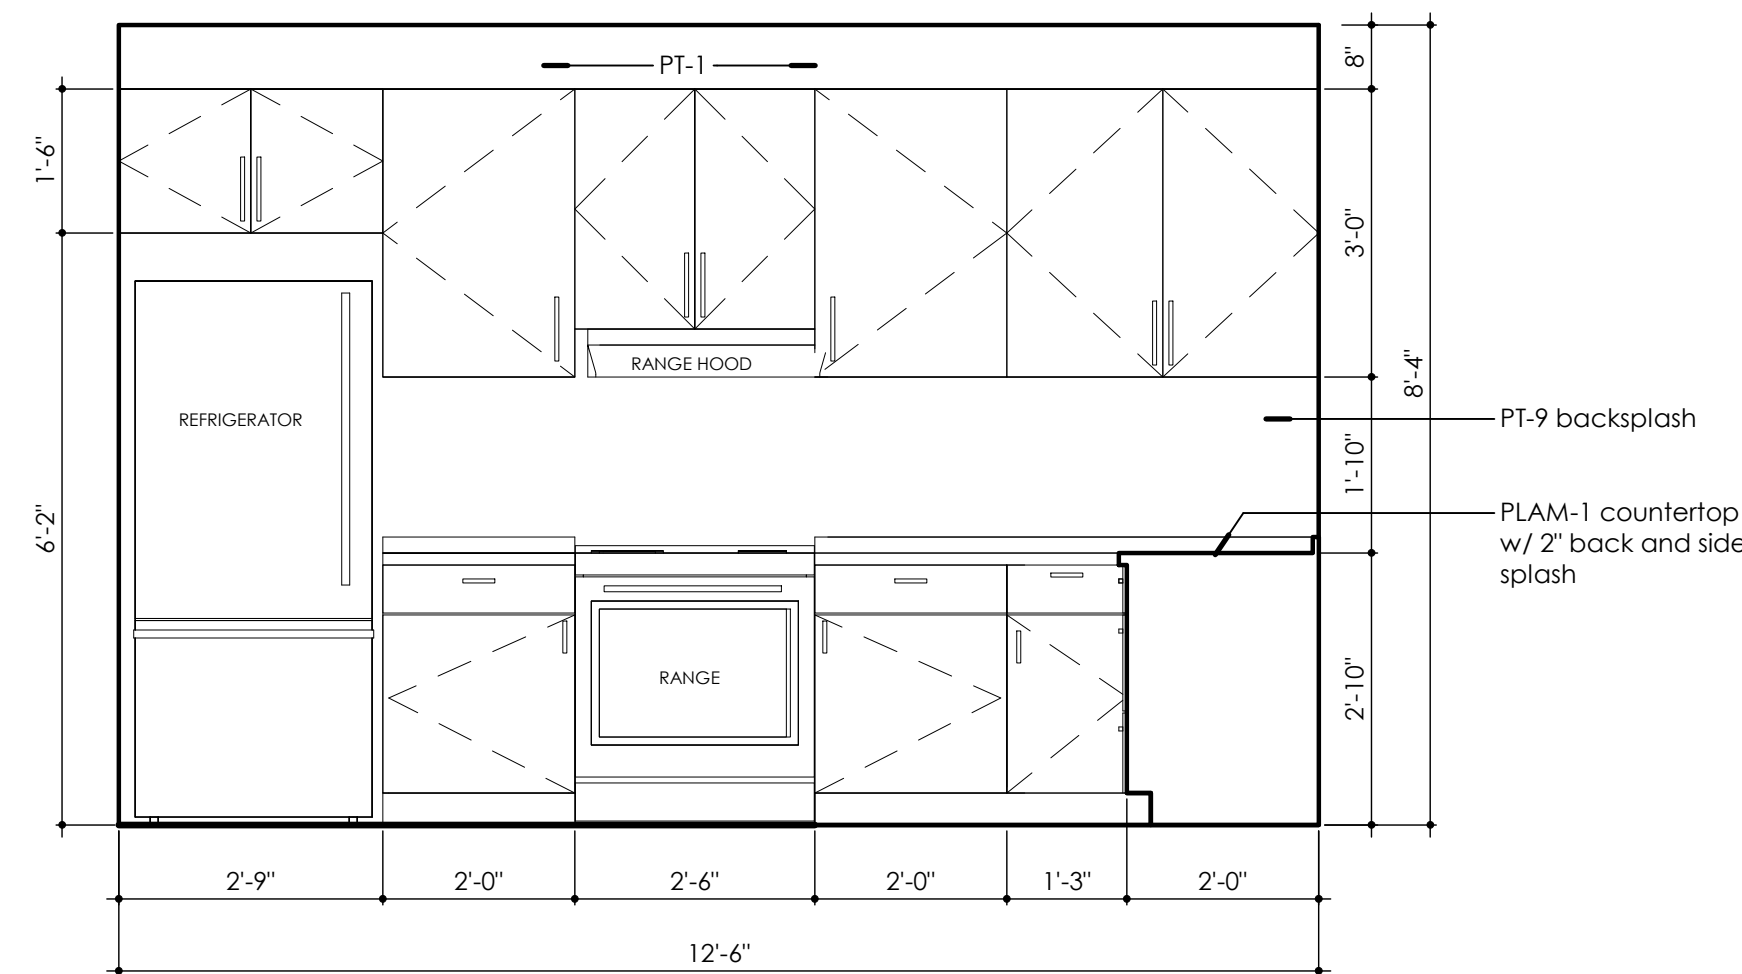 PT-1
8"
1'-6"
3'-0"
8'-4"
RANGE HOOD
REFRIGERATOR
PT-9 backsplash
1'-10"
6'-2"
PLAM-1 countertop
w/ 2" back and side
splash
RANGE
2'-10"
2'-9"
2'-0"
2'-6"
2'-0"
1'-3"
2'-0"
12'-6"